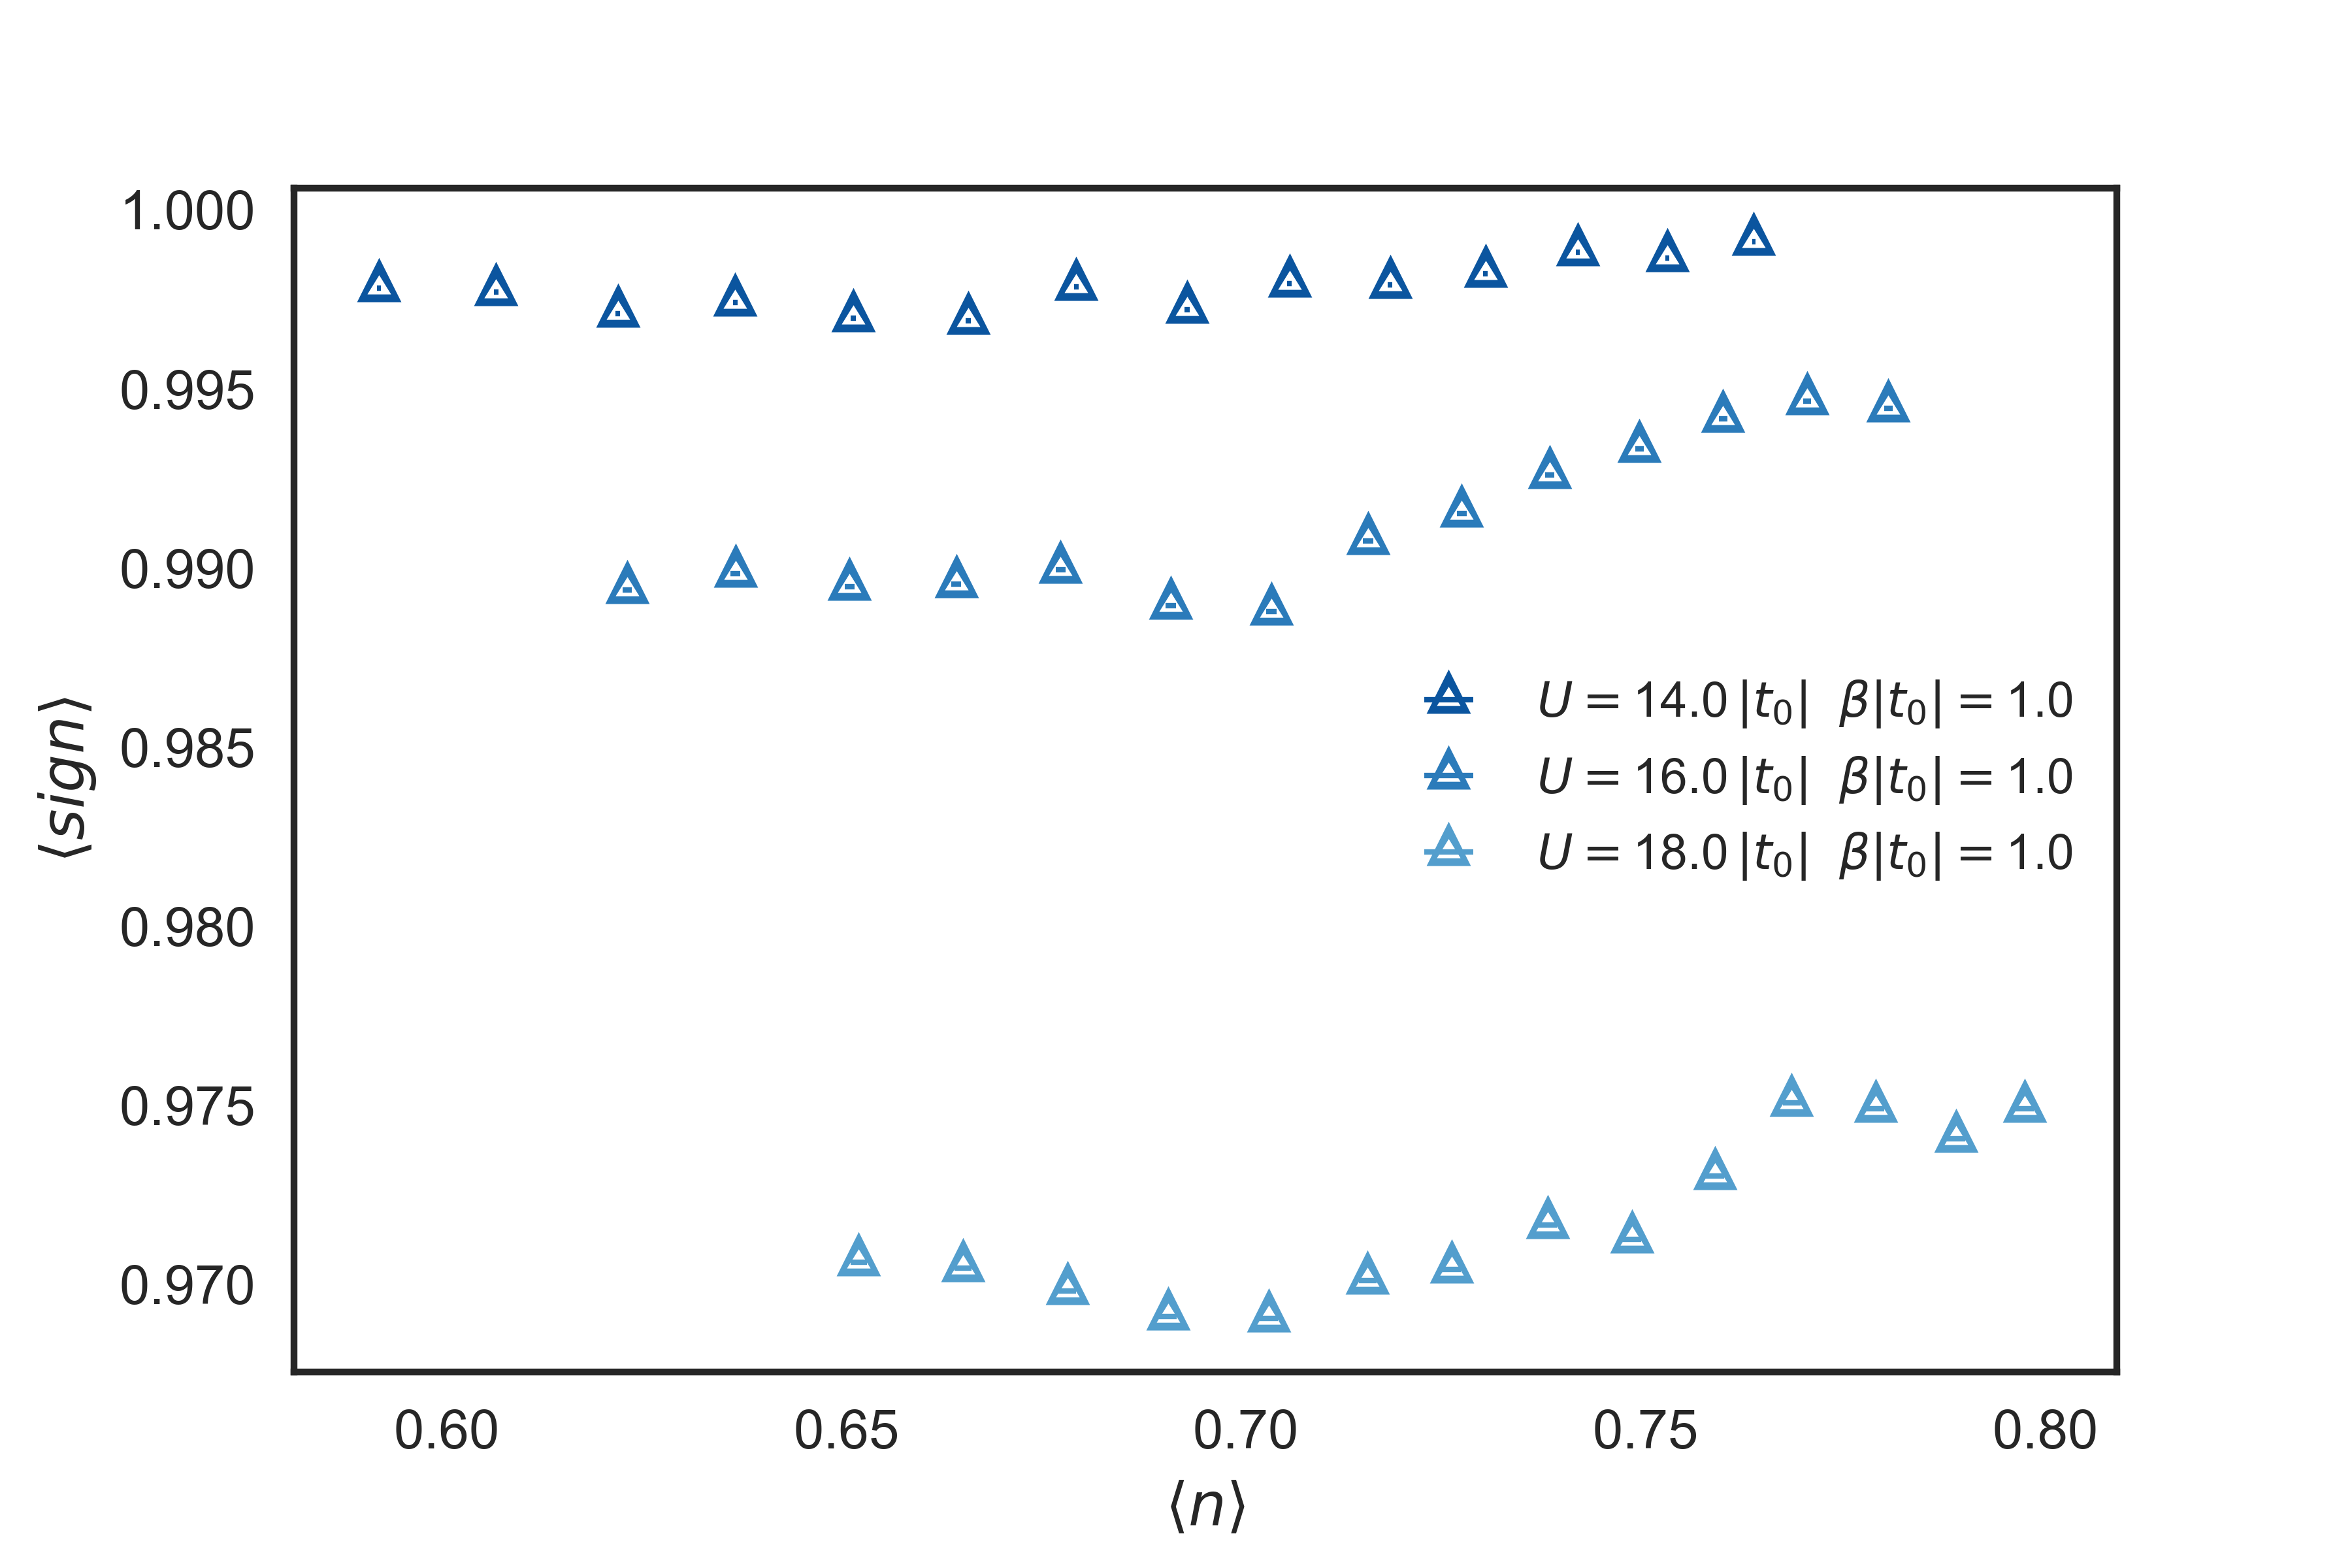 1.000
0.995
0.990
0.985
0.980
0.975
0.970
⟨sign⟩
U = 14.0 |t₀| β|t₀| = 1.0
U = 16.0 |t₀| β|t₀| = 1.0
U = 18.0 |t₀| β|t₀| = 1.0
0.60 0.65 0.70 0.75 0.80
⟨n⟩